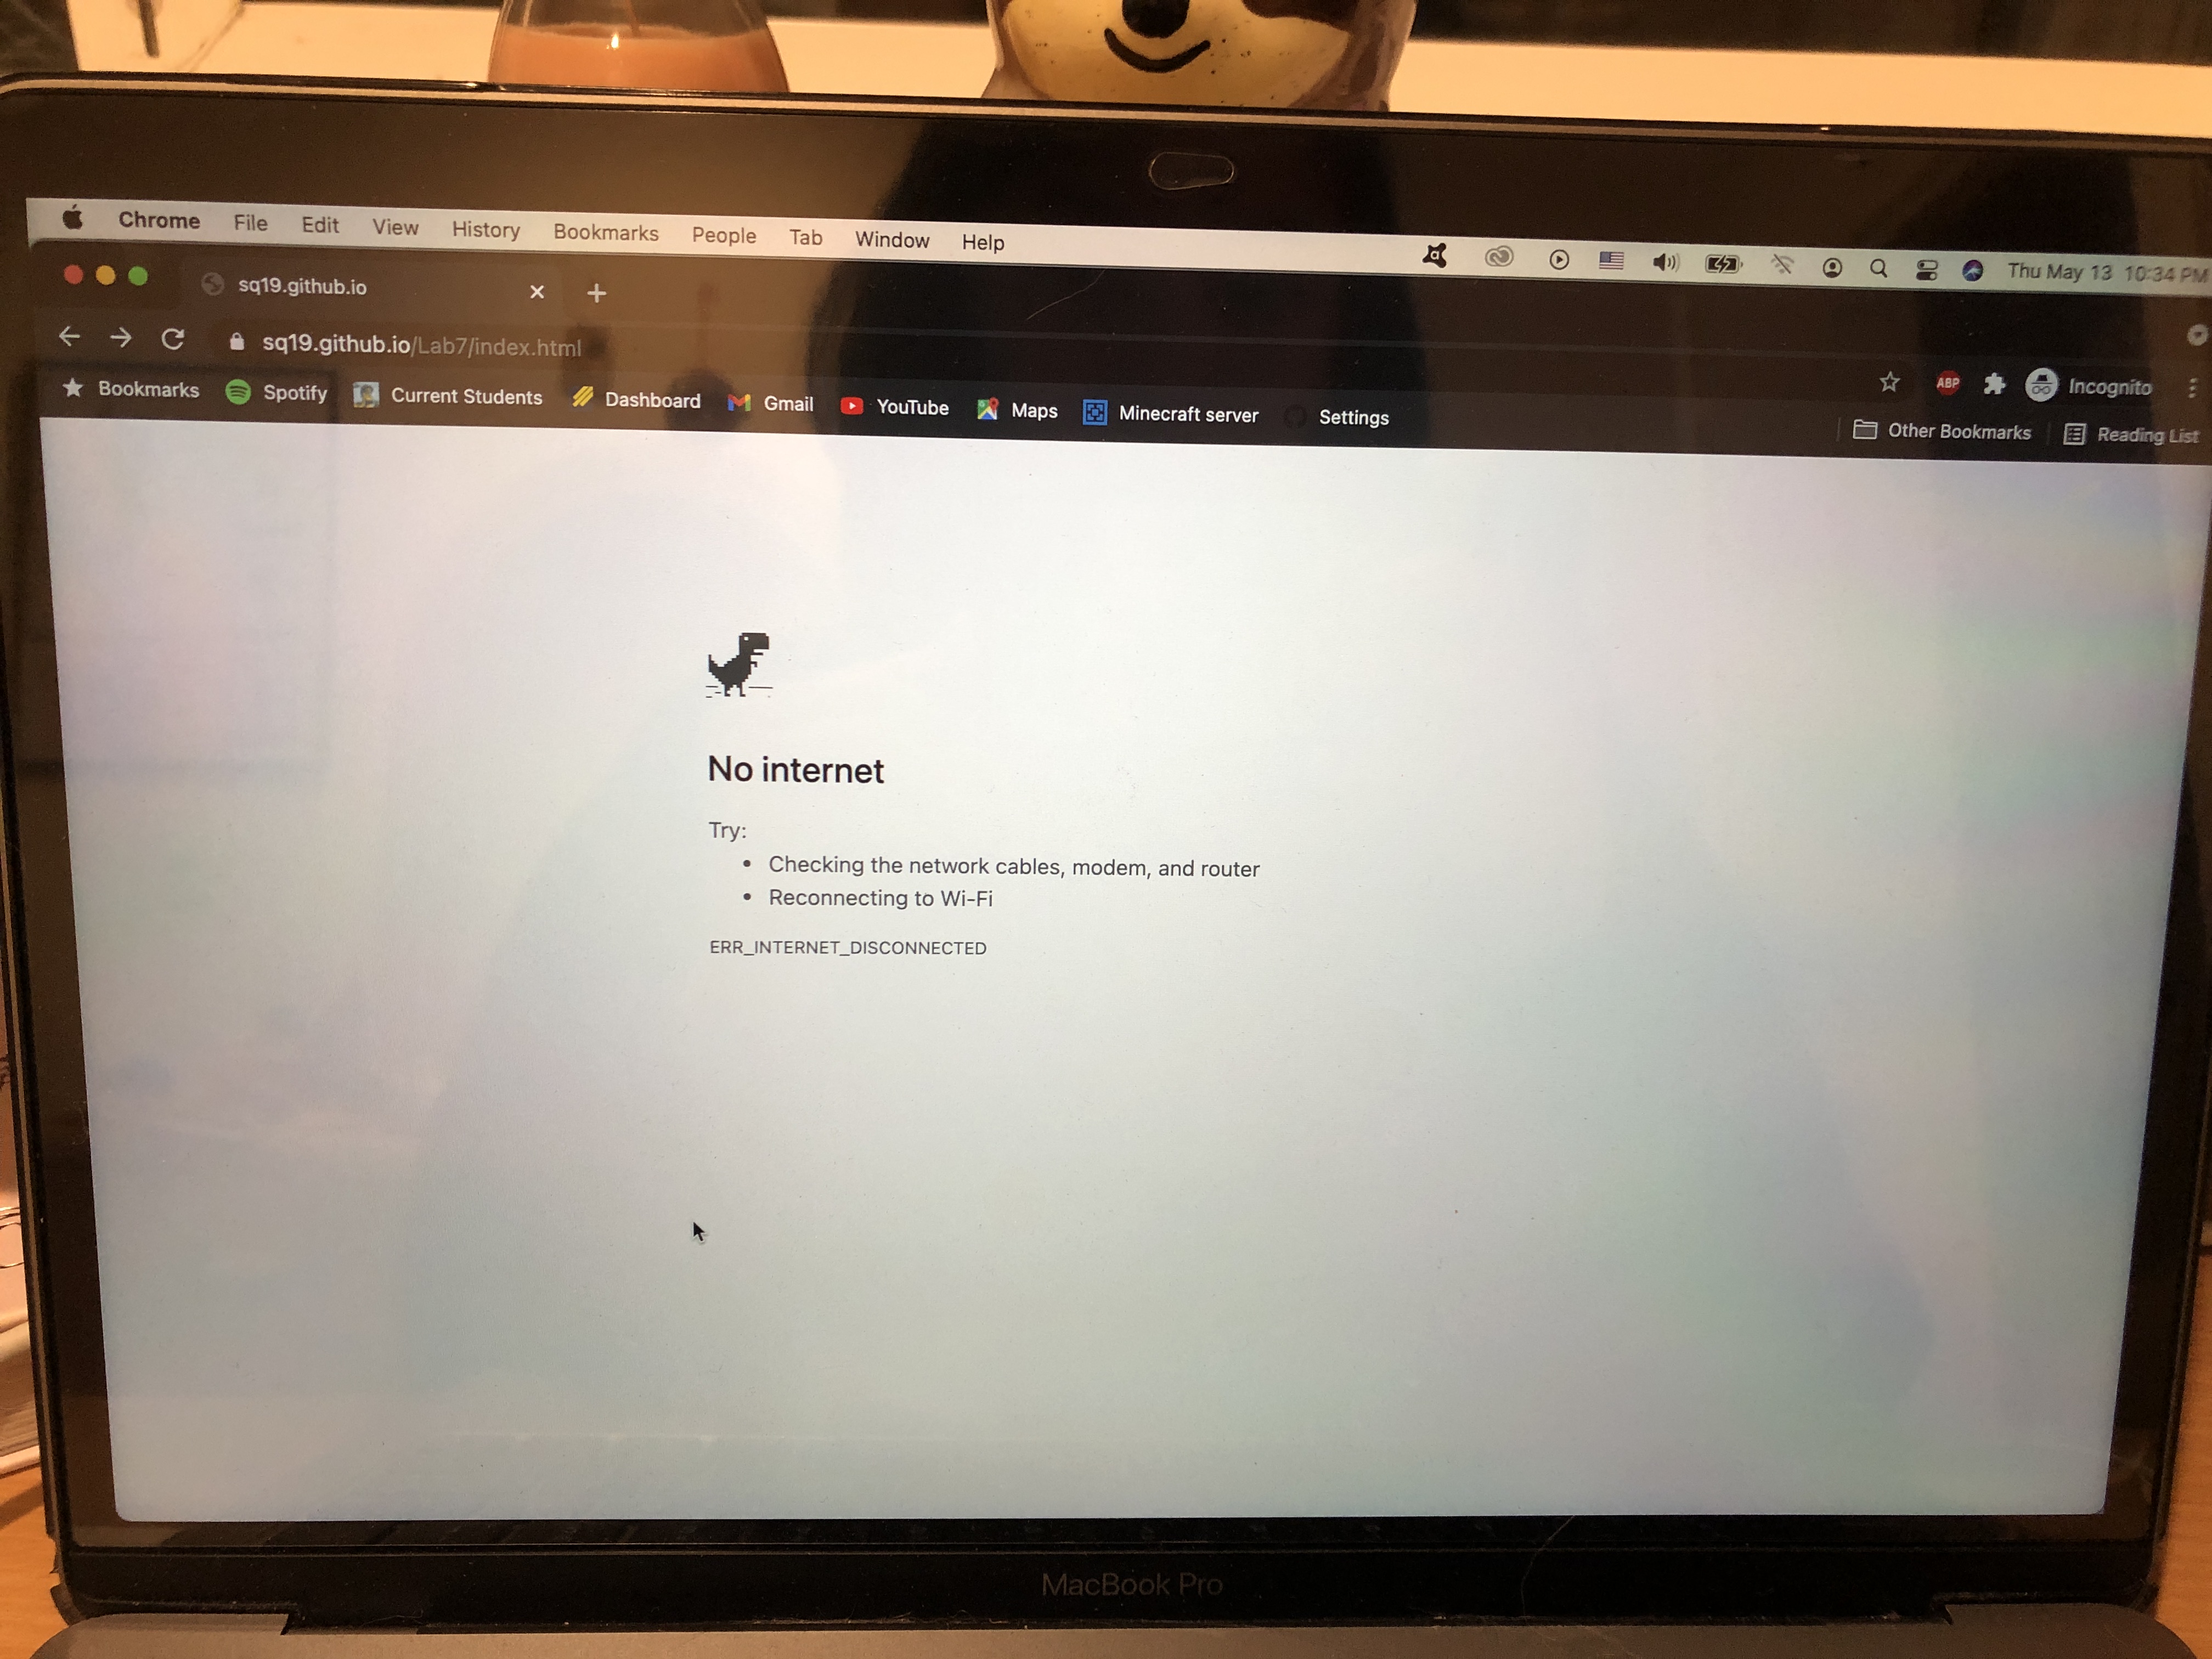 Chrome File Edit View History Bookmarks People Tab Window Help Thu May 13 10:34 PM
sq19.github.io
sq19.github.io/Lab7/index.html
ABP Incognito
Bookmarks Spotify Current Students Dashboard Gmail YouTube Maps Minecraft server Settings Other Bookmarks Reading List
No internet
Try:
• Checking the network cables, modem, and router
• Reconnecting to Wi-Fi
ERR_INTERNET_DISCONNECTED
MacBook Pro